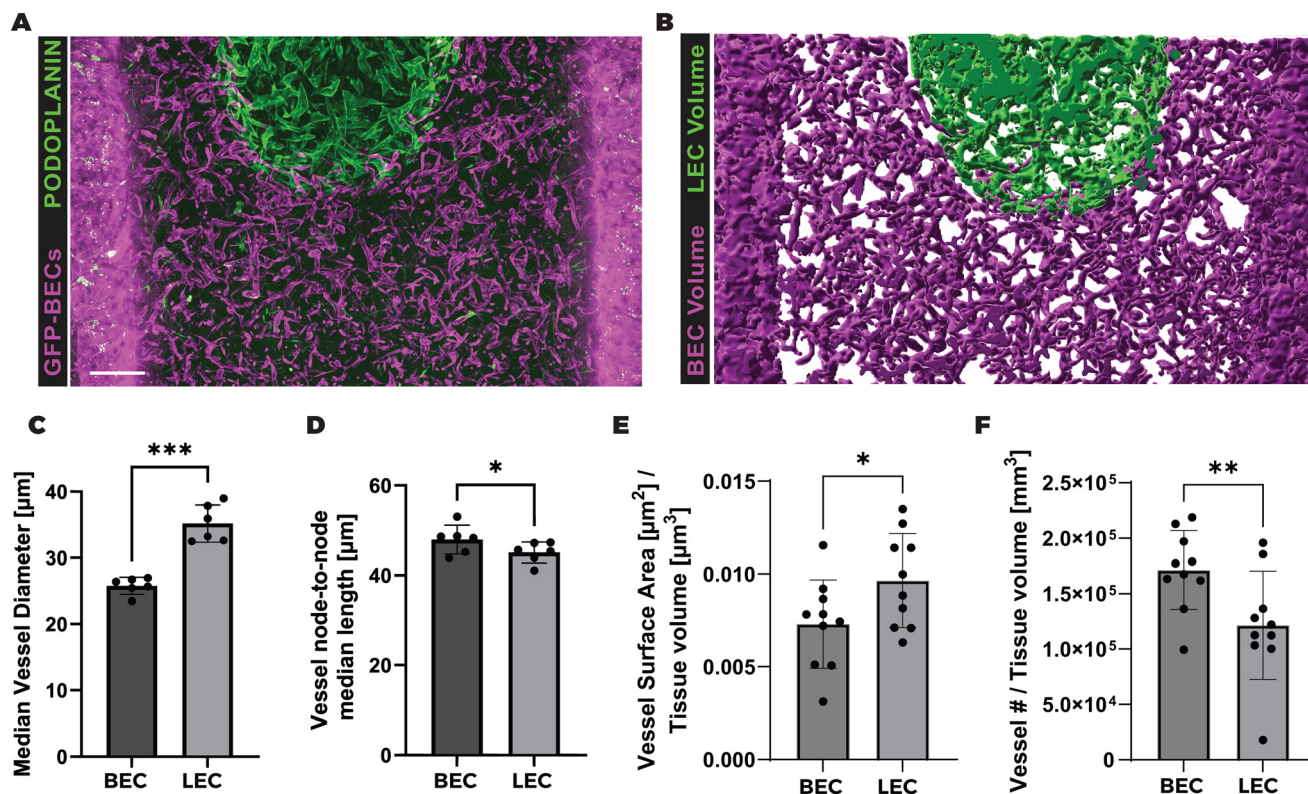 A
GFP-BECs PODOPLANIN
B
BEC Volume LEC Volume
C
Median Vessel Diameter [µm]
40
30
20
10
0
***
BEC LEC
D
Vessel node-to-node
median length [µm]
60
40
20
0
*
BEC LEC
E
Vessel Surface Area [µm²] /
Tissue volume [µm³]
0.015
0.010
0.005
0.000
*
BEC LEC
F
Vessel # / Tissue volume [mm³]
2.5×10⁵
2.0×10⁵
1.5×10⁵
1.0×10⁵
5.0×10⁴
0
**
BEC LEC